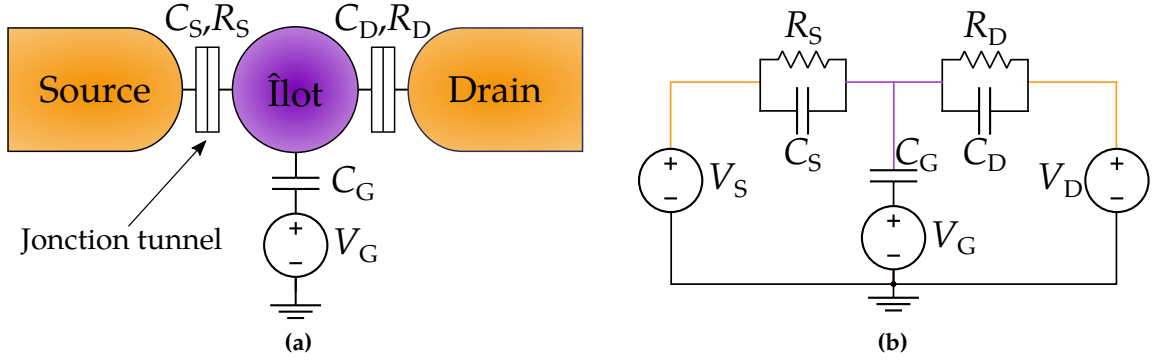 C_S,R_S
C_D,R_D
Source
Îlot
Drain
C_G
Jonction tunnel
+
−
V_G
(a)
R_S
R_D
C_S
C_G
C_D
+
−
V_S
+
−
V_G
V_D
+
−
(b)